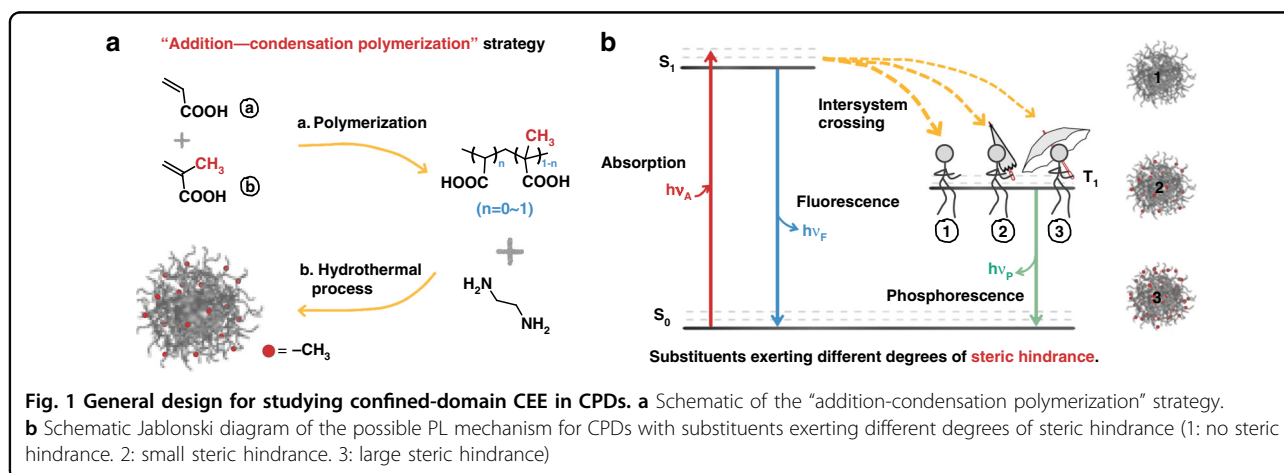 a
"Addition—condensation polymerization" strategy
COOH
ⓐ
+
CH3
COOH
ⓑ
a. Polymerization
CH3
n
1-n
HOOC
COOH
(n=0~1)
+
H2N
NH2
b. Hydrothermal
process
= –CH3
b
S1
Absorption
hνA
Fluorescence
hνF
Intersystem
crossing
T1
① ② ③
hνP
Phosphorescence
S0
1
2
3
Substituents exerting different degrees of steric hindrance.
Fig. 1 General design for studying confined-domain CEE in CPDs. a Schematic of the "addition-condensation polymerization" strategy.
b Schematic Jablonski diagram of the possible PL mechanism for CPDs with substituents exerting different degrees of steric hindrance (1: no steric
hindrance. 2: small steric hindrance. 3: large steric hindrance)